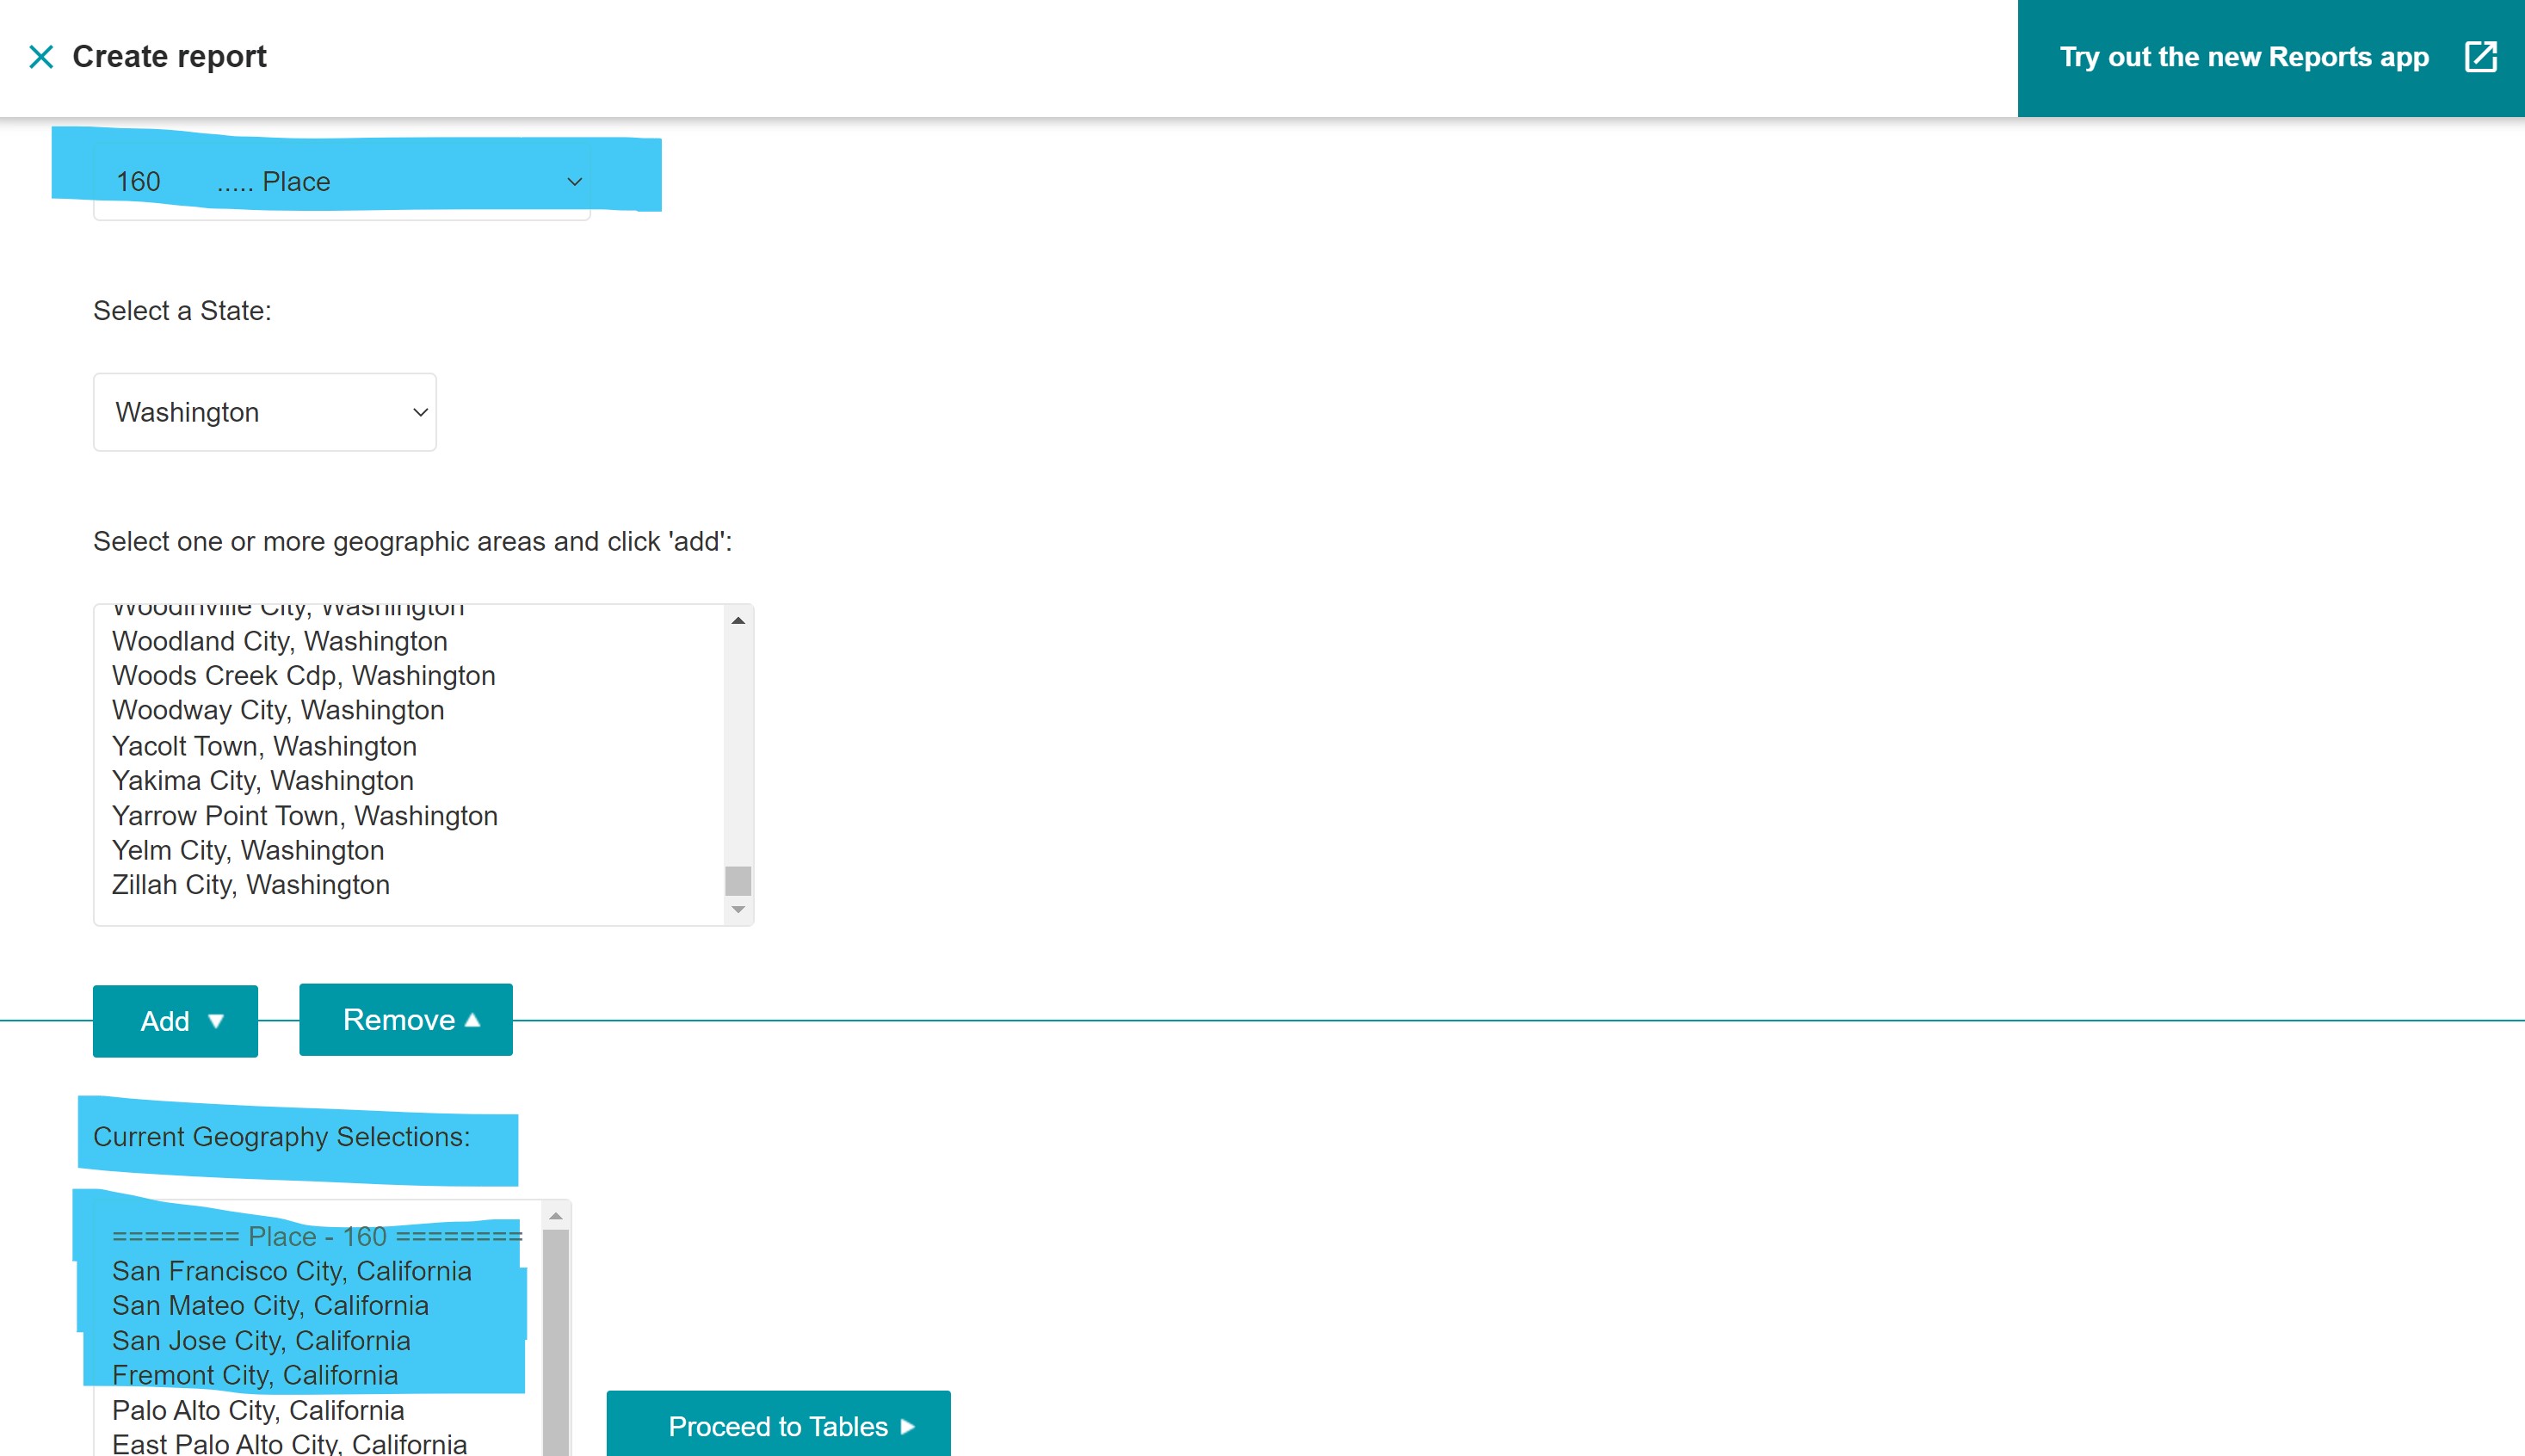 Create report
Try out the new Reports app
160 ..... Place
Select a State:
Washington
Select one or more geographic areas and click 'add':
Woodinville City, Washington
Woodland City, Washington
Woods Creek Cdp, Washington
Woodway City, Washington
Yacolt Town, Washington
Yakima City, Washington
Yarrow Point Town, Washington
Yelm City, Washington
Zillah City, Washington
Add
Remove
Current Geography Selections:
======== Place - 160 ========
San Francisco City, California
San Mateo City, California
San Jose City, California
Fremont City, California
Palo Alto City, California
East Palo Alto City, California
Proceed to Tables